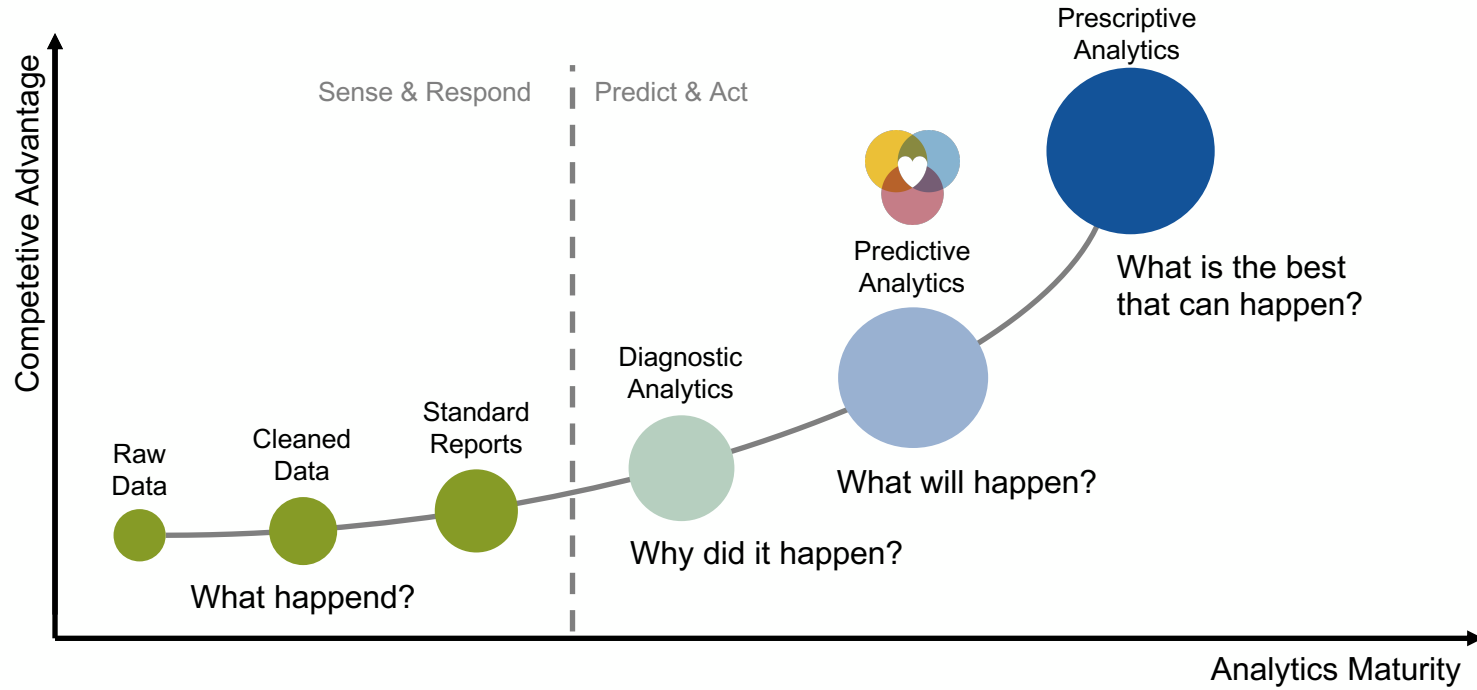 Prescriptive
Analytics
Sense & Respond
Predict & Act
Competetive Advantage
Predictive
Analytics
What is the best
that can happen?
Diagnostic
Analytics
Standard
Reports
Cleaned
Data
Raw
Data
What will happen?
Why did it happen?
What happend?
Analytics Maturity